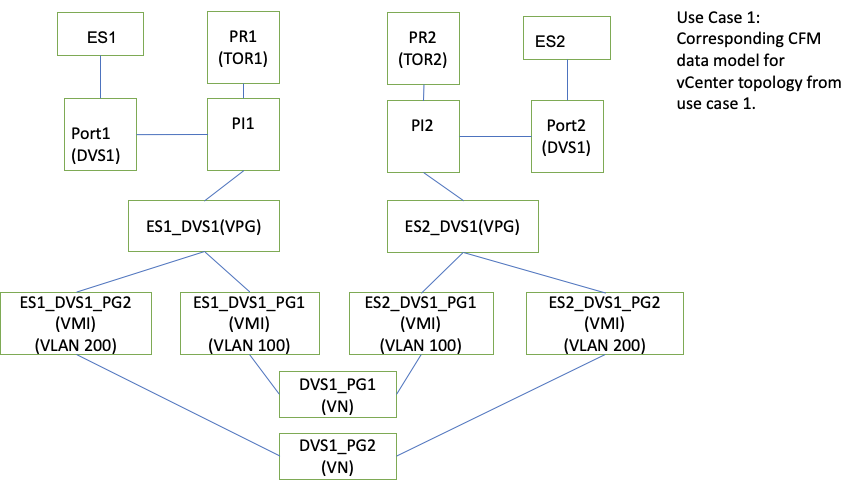 ES1
PR1
(TOR1)
PR2
(TOR2)
ES2
Use Case 1:
Corresponding CFM
data model for
vCenter topology from
use case 1.
Port1
(DVS1)
PI1
PI2
Port2
(DVS1)
ES1_DVS1(VPG)
ES2_DVS1(VPG)
ES1_DVS1_PG2
(VMI)
(VLAN 200)
ES1_DVS1_PG1
(VMI)
(VLAN 100)
ES2_DVS1_PG1
(VMI)
(VLAN 100)
ES2_DVS1_PG2
(VMI)
(VLAN 200)
DVS1_PG1
(VN)
DVS1_PG2
(VN)